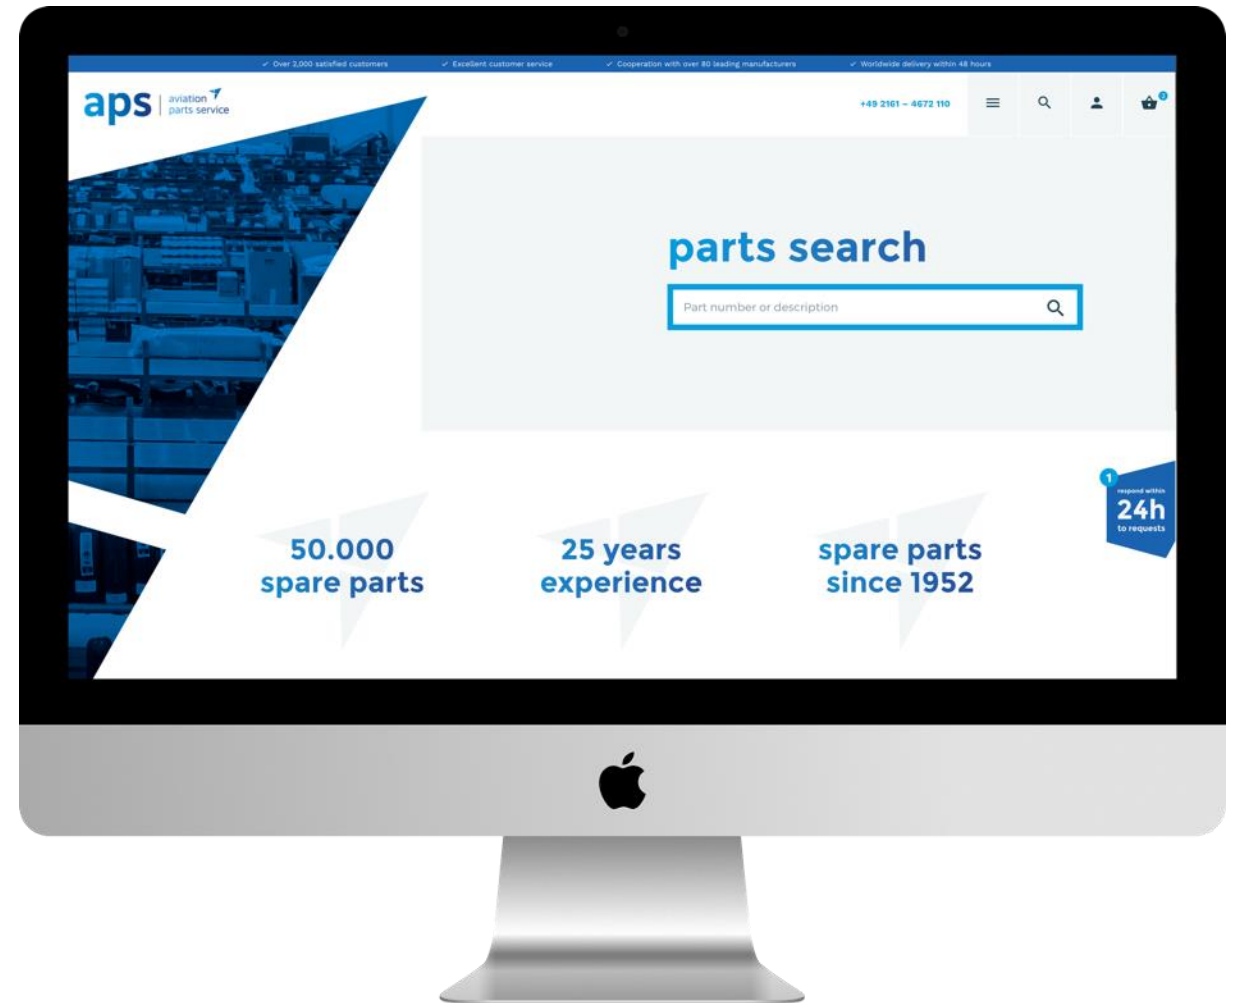 ✓ Over 2,000 satisfied customers ✓ Excellent customer service ✓ Cooperation with over 80 leading manufacturers ✓ Worldwide delivery within 48 hours
aps | aviation
parts service
+49 2161 – 4672 110
parts search
Part number or description
1
respond within
24h
to requests
50.000
spare parts
25 years
experience
spare parts
since 1952